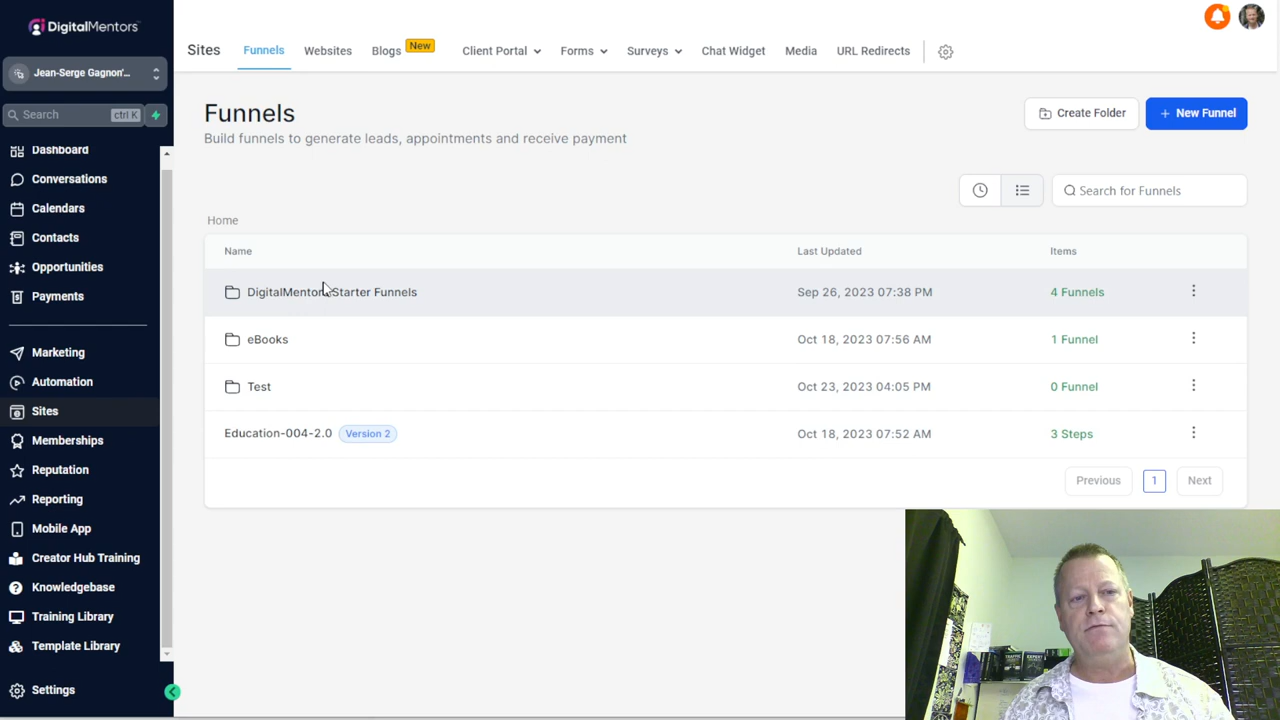 DigitalMentors
Jean-Serge Gagnon'...
Search ctrl K
Dashboard
Conversations
Calendars
Contacts
Opportunities
Payments
Marketing
Automation
Sites
Memberships
Reputation
Reporting
Mobile App
Creator Hub Training
Knowledgebase
Training Library
Template Library
Settings
Sites Funnels Websites Blogs New Client Portal Forms Surveys Chat Widget Media URL Redirects
Funnels
Build funnels to generate leads, appointments and receive payment
Create Folder
+ New Funnel
Search for Funnels
Home
Name Last Updated Items
DigitalMentors Starter Funnels Sep 26, 2023 07:38 PM 4 Funnels
eBooks Oct 18, 2023 07:56 AM 1 Funnel
Test Oct 23, 2023 04:05 PM 0 Funnel
Education-004-2.0 Version 2 Oct 18, 2023 07:52 AM 3 Steps
Previous 1 Next
TRAFFIC
EXPERT